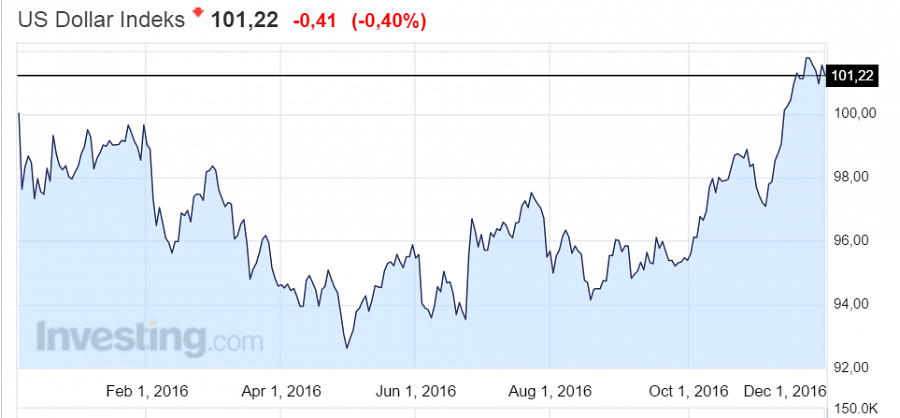 US Dollar Indeks 101,22 -0,41 (-0,40%)
101,22
100,00
98,00
96,00
94,00
Investing.com
92,00
Feb 1, 2016 Apr 1, 2016 Jun 1, 2016 Aug 1, 2016 Oct 1, 2016 Dec 1, 2016
150.0K